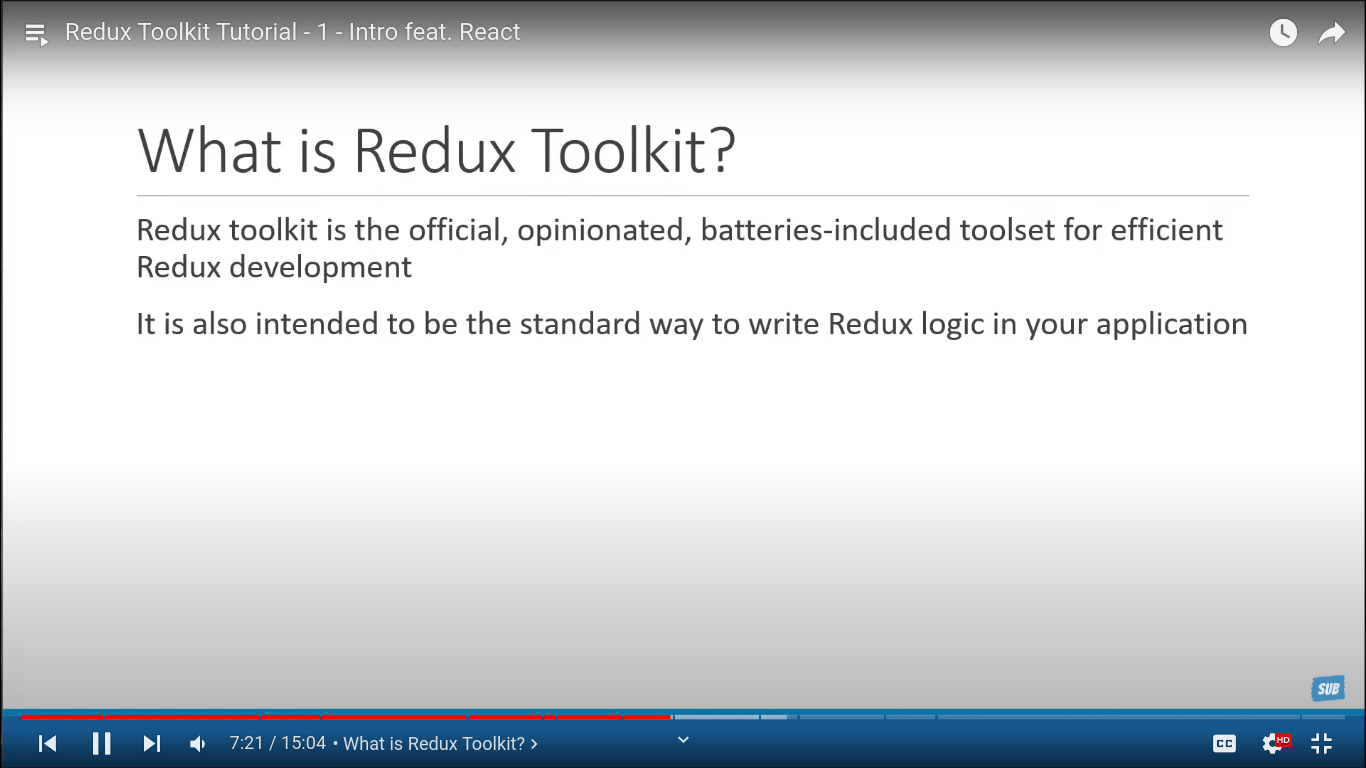 Redux Toolkit Tutorial - 1 - Intro feat. React
What is Redux Toolkit?
Redux toolkit is the official, opinionated, batteries-included toolset for efficient
Redux development
It is also intended to be the standard way to write Redux logic in your application
SUB
7:21 / 15:04 • What is Redux Toolkit? >
CC
HD